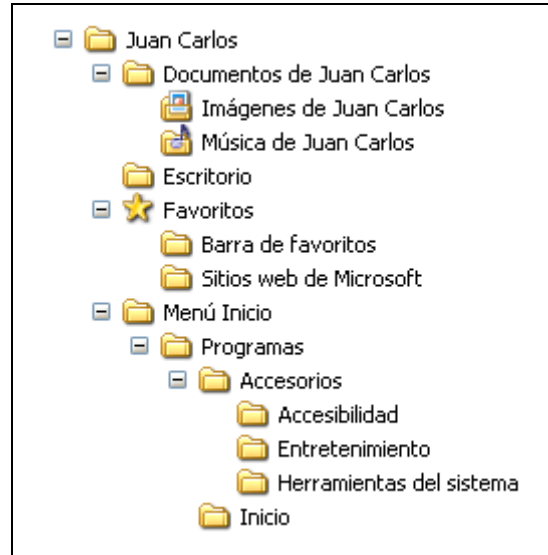 Juan Carlos
Documentos de Juan Carlos
Imágenes de Juan Carlos
Música de Juan Carlos
Escritorio
Favoritos
Barra de favoritos
Sitios web de Microsoft
Menú Inicio
Programas
Accesorios
Accesibilidad
Entretenimiento
Herramientas del sistema
Inicio